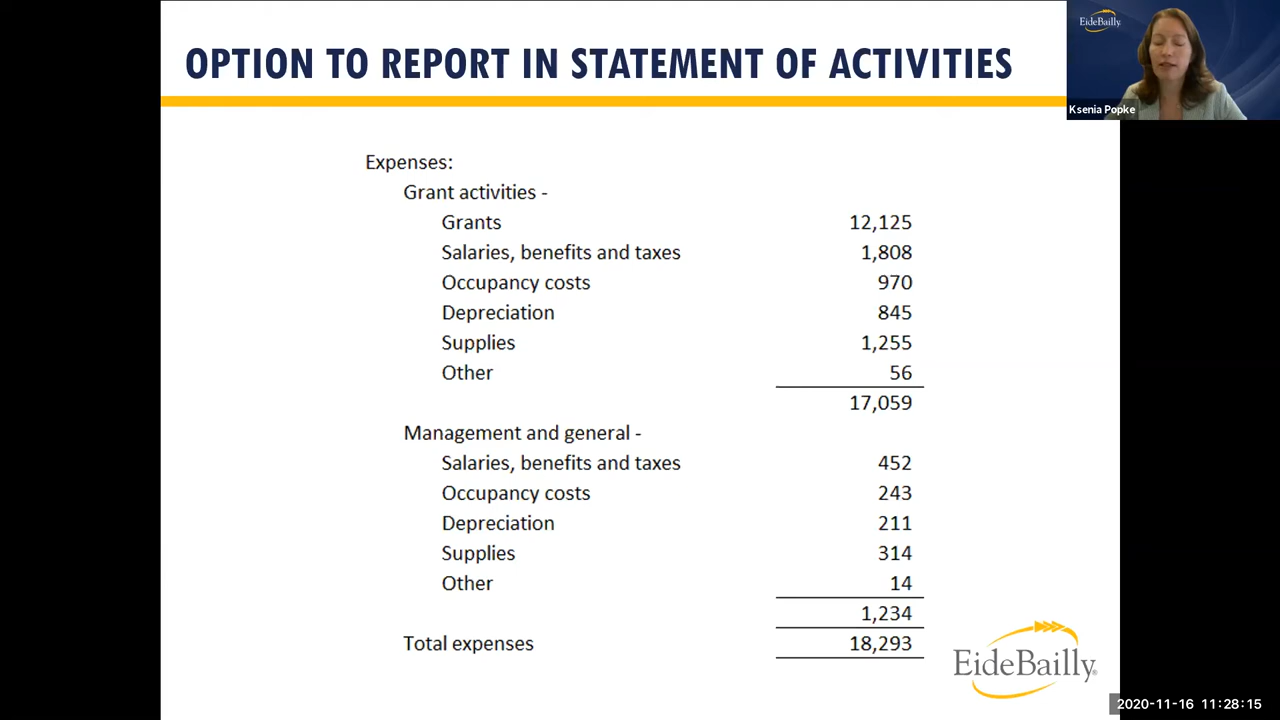 OPTION TO REPORT IN STATEMENT OF ACTIVITIES
EideBailly
Ksenia Popke
Expenses:
Grant activities -
Grants 12,125
Salaries, benefits and taxes 1,808
Occupancy costs 970
Depreciation 845
Supplies 1,255
Other 56
17,059
Management and general -
Salaries, benefits and taxes 452
Occupancy costs 243
Depreciation 211
Supplies 314
Other 14
1,234
Total expenses 18,293
EideBailly®
2020-11-16 11:28:15